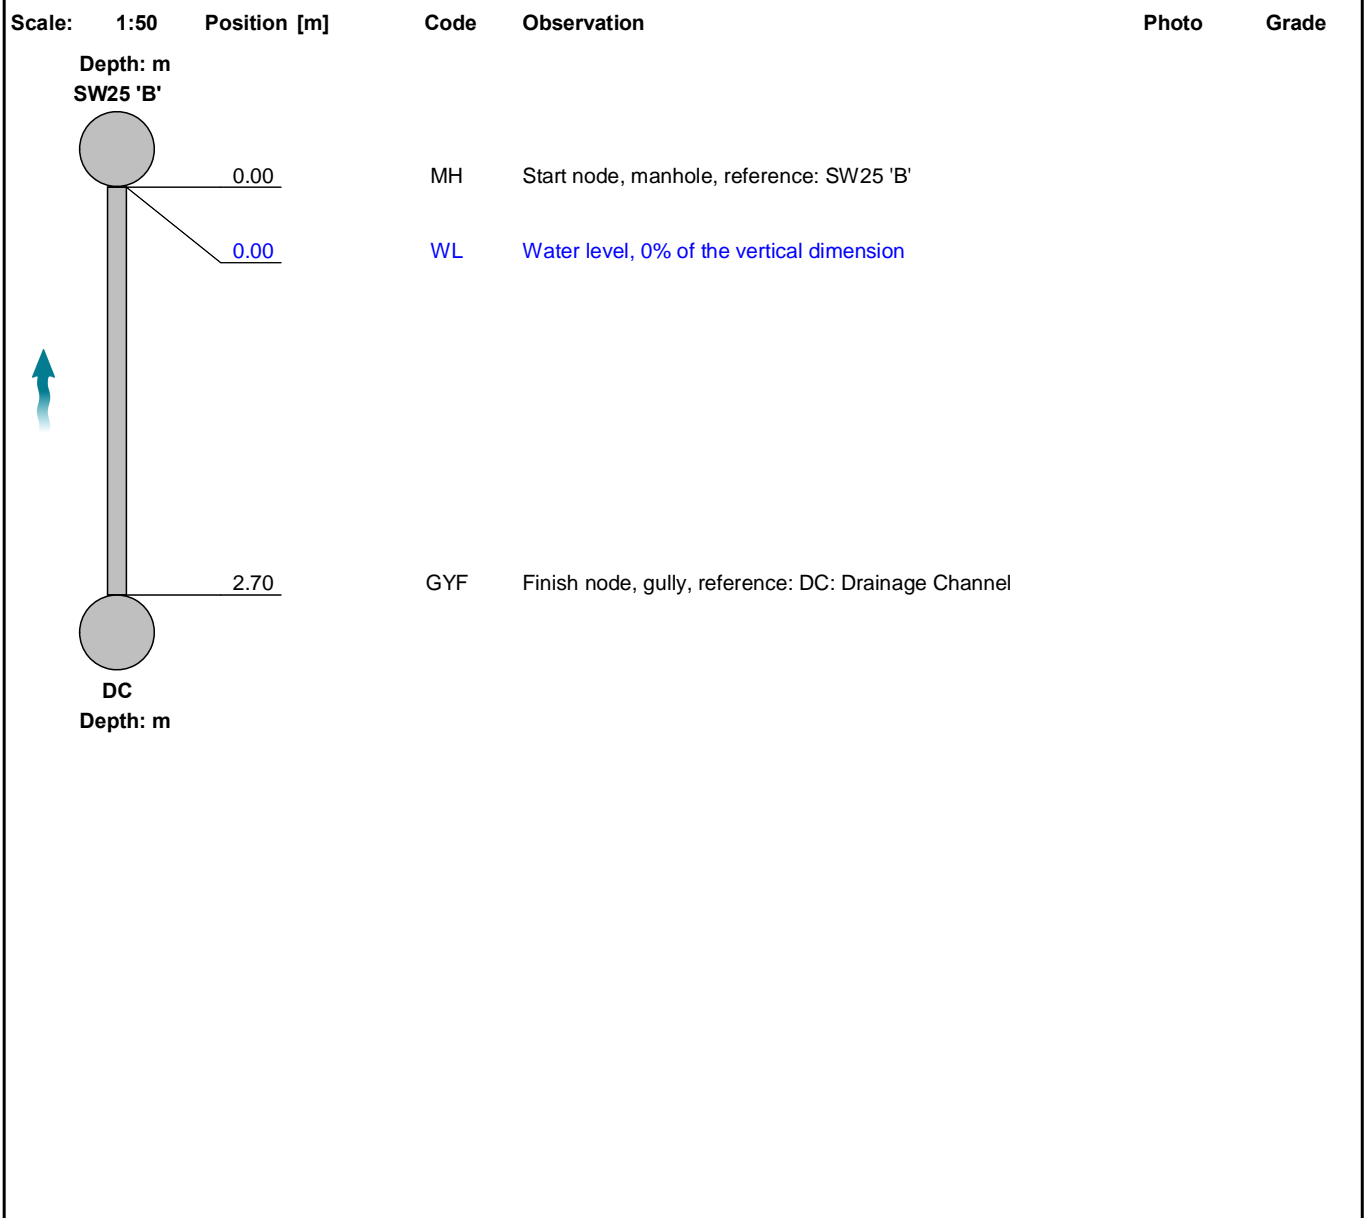 Scale: 1:50 Position [m] Code Observation Photo Grade
Depth: m
SW25 'B'
0.00 MH Start node, manhole, reference: SW25 'B'
0.00 WL Water level, 0% of the vertical dimension
2.70 GYF Finish node, gully, reference: DC: Drainage Channel
DC
Depth: m